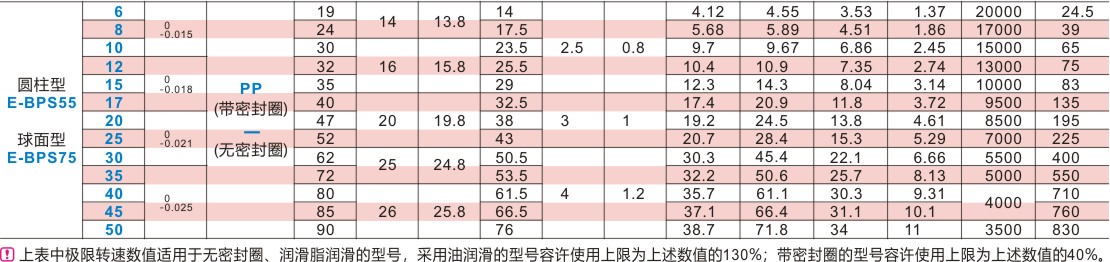 6 19 14 4.12 4.55 3.53 1.37 20000 24.5
14 13.8
8 0 -0.015 24 17.5 5.68 5.89 4.51 1.86 17000 39
10 30 23.5 2.5 0.8 9.7 9.67 6.86 2.45 15000 65
12 32 16 15.8 25.5 10.4 10.9 7.35 2.74 13000 75
圆柱型 15 0 -0.018 PP 35 29 12.3 14.3 8.04 3.14 10000 83
E-BPS55 17 (带密封圈) 40 32.5 17.4 20.9 11.8 3.72 9500 135
20 47 20 19.8 38 3 1 19.2 24.5 13.8 4.61 8500 195
球面型 25 0 -0.021 — 52 43 20.7 28.4 15.3 5.29 7000 225
E-BPS75 30 (无密封圈) 62 50.5 30.3 45.4 22.1 6.66 5500 400
25 24.8
35 72 53.5 32.2 50.6 25.7 8.13 5000 550
40 80 61.5 4 1.2 35.7 61.1 30.3 9.31 710
0 -0.025 4000
45 85 26 25.8 66.5 37.1 66.4 31.1 10.1 760
50 90 76 38.7 71.8 34 11 3500 830
! 上表中极限转速数值适用于无密封圈、润滑脂润滑的型号，采用油润滑的型号容许使用上限为上述数值的130%；带密封圈的型号容许使用上限为上述数值的40%。